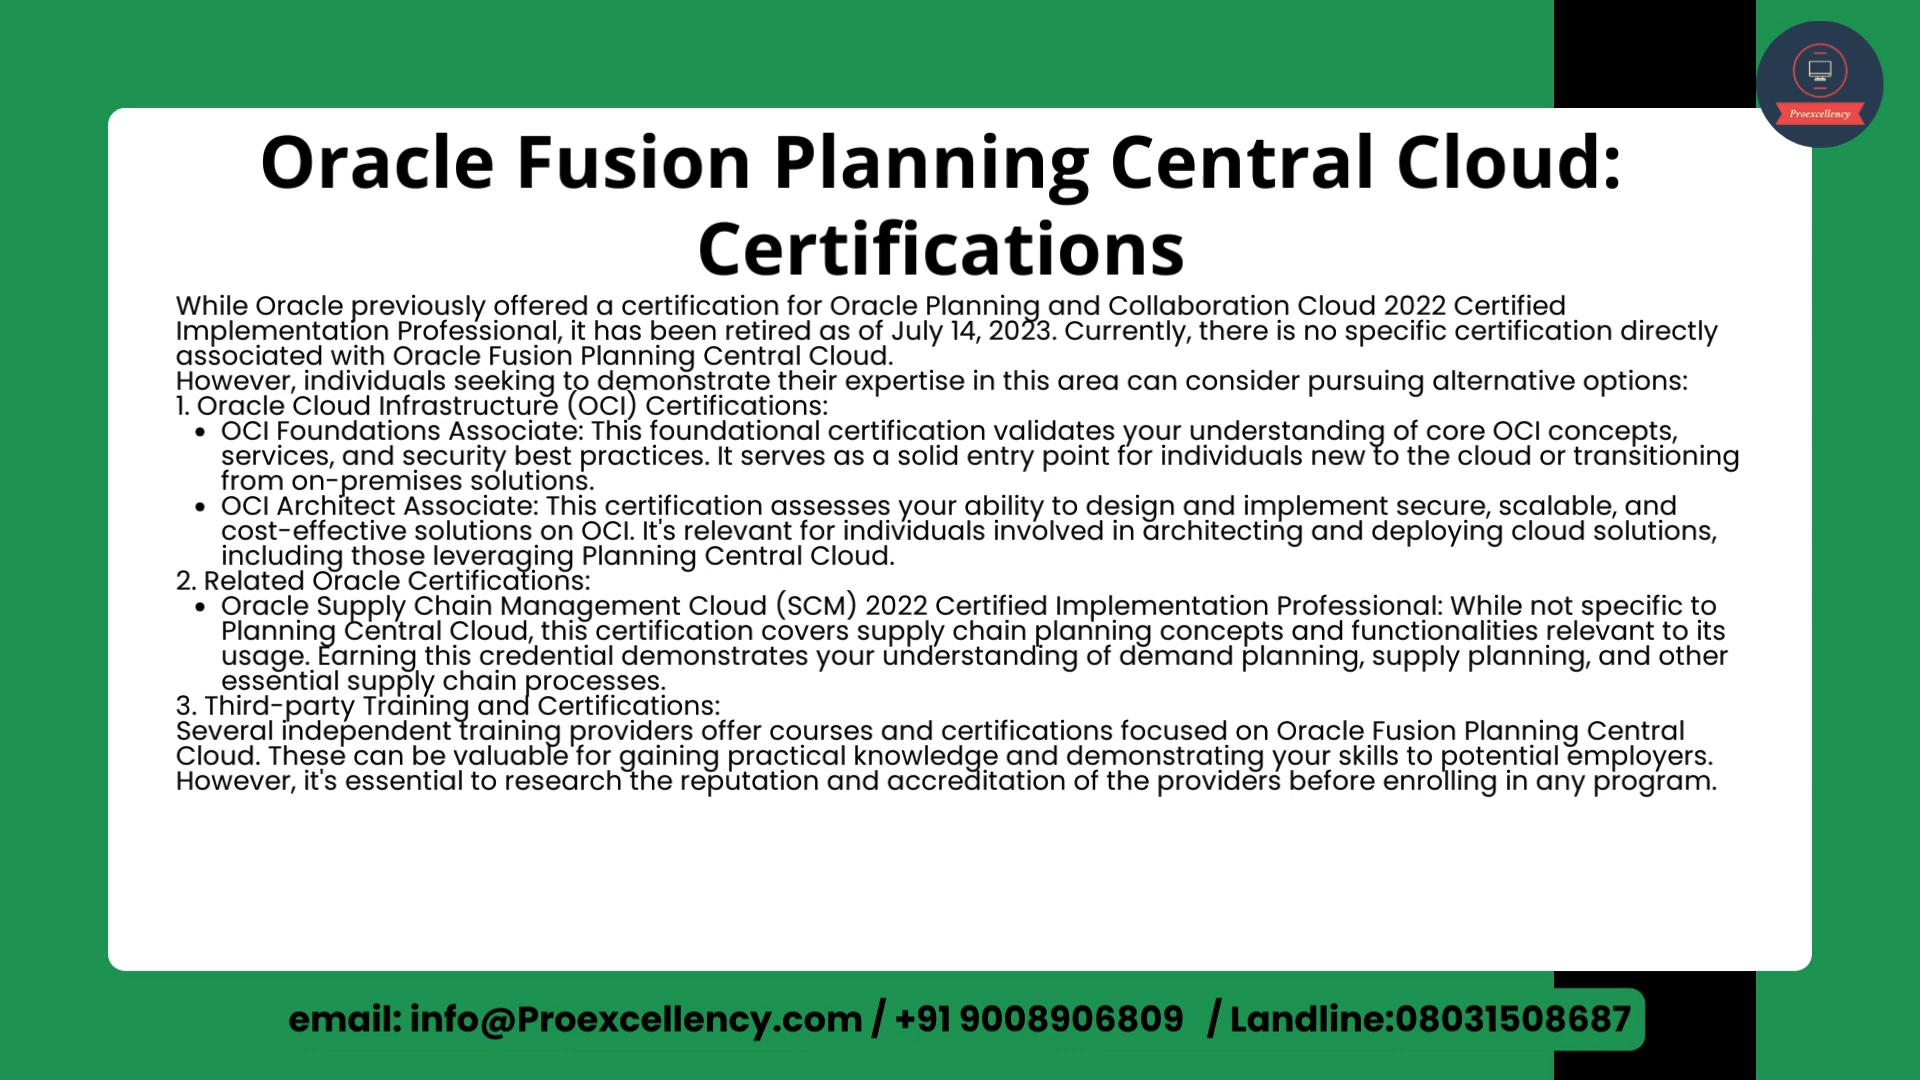 Proexcellency
Oracle Fusion Planning Central Cloud:
Certifications
While Oracle previously offered a certification for Oracle Planning and Collaboration Cloud 2022 Certified
Implementation Professional, it has been retired as of July 14, 2023. Currently, there is no specific certification directly
associated with Oracle Fusion Planning Central Cloud.
However, individuals seeking to demonstrate their expertise in this area can consider pursuing alternative options:
1. Oracle Cloud Infrastructure (OCI) Certifications:
• OCI Foundations Associate: This foundational certification validates your understanding of core OCI concepts,
services, and security best practices. It serves as a solid entry point for individuals new to the cloud or transitioning
from on-premises solutions.
• OCI Architect Associate: This certification assesses your ability to design and implement secure, scalable, and
cost-effective solutions on OCI. It's relevant for individuals involved in architecting and deploying cloud solutions,
including those leveraging Planning Central Cloud.
2. Related Oracle Certifications:
• Oracle Supply Chain Management Cloud (SCM) 2022 Certified Implementation Professional: While not specific to
Planning Central Cloud, this certification covers supply chain planning concepts and functionalities relevant to its
usage. Earning this credential demonstrates your understanding of demand planning, supply planning, and other
essential supply chain processes.
3. Third-party Training and Certifications:
Several independent training providers offer courses and certifications focused on Oracle Fusion Planning Central
Cloud. These can be valuable for gaining practical knowledge and demonstrating your skills to potential employers.
However, it's essential to research the reputation and accreditation of the providers before enrolling in any program.
email: info@Proexcellency.com / +91 9008906809 / Landline:08031508687